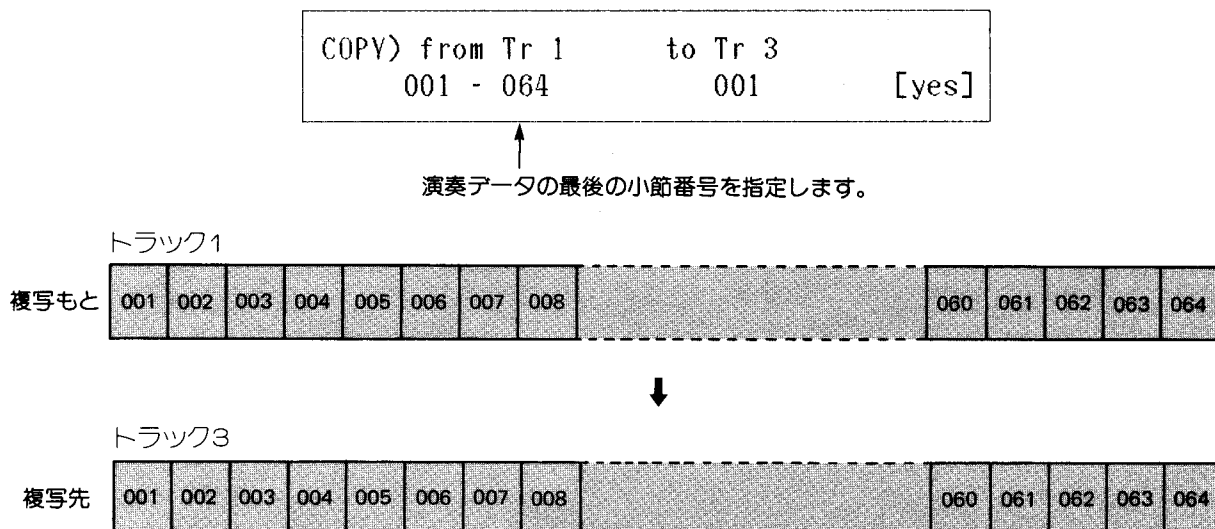 COPY) from Tr 1 to Tr 3
001 - 064 001 [yes]
演奏データの最後の小節番号を指定します。
トラック1
複写もと 001 002 003 004 005 006 007 008 060 061 062 063 064
トラック3
複写先 001 002 003 004 005 006 007 008 060 061 062 063 064